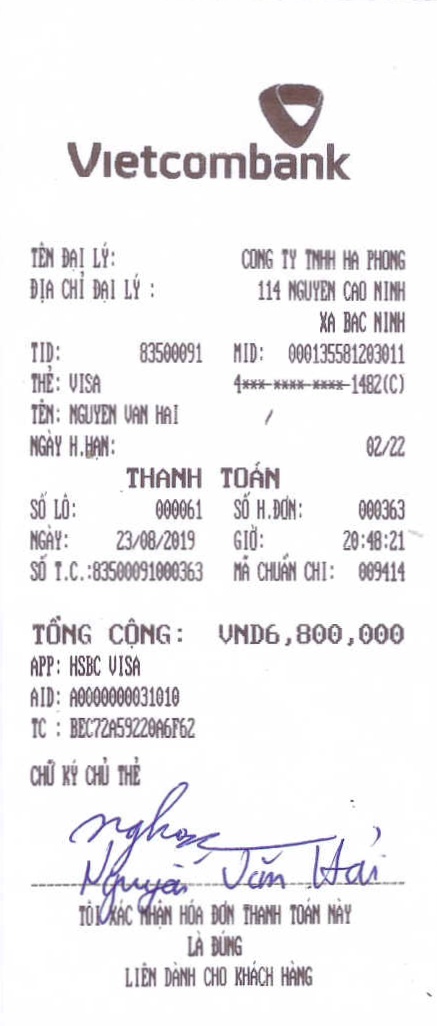 Vietcombank
TÊN ĐẠI LÝ: CONG TY TNHH HA PHONG
ĐỊA CHỈ ĐẠI LÝ : 114 NGUYEN CAO NINH
XA BAC NINH
TID: 83500091 MID: 000135581203011
THẺ: VISA 4***-****-****-1482(C)
TÊN: NGUYEN VAN HAI /
NGÀY H.HẠN: 02/22
THANH TOÁN
SỐ LÔ: 000061 SỐ H.ĐƠN: 000363
NGÀY: 23/08/2019 GIỜ: 20:48:21
SỐ T.C.:83500091000363 MÃ CHUẨN CHI: 009414
TỔNG CỘNG: VND6,800,000
APP: HSBC VISA
AID: A0000000031010
TC : BEC72A59220A6F62
CHỮ KÝ CHỦ THẺ
Nguyễn Văn Hải
TÔI XÁC NHẬN HÓA ĐƠN THANH TOÁN NÀY
LÀ ĐÚNG
LIÊN DÀNH CHO KHÁCH HÀNG